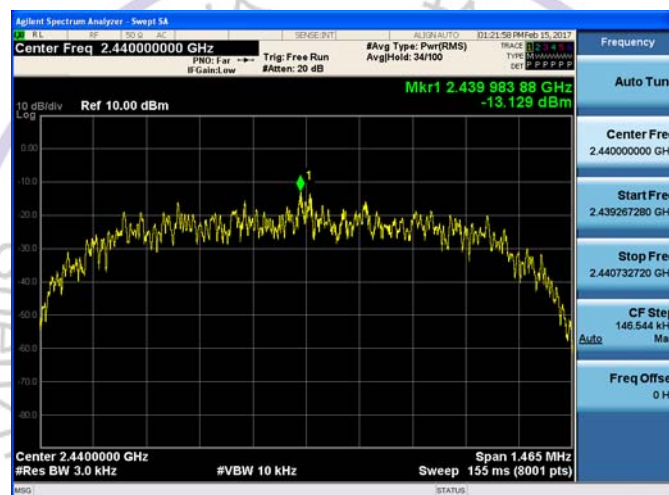 Agilent Spectrum Analyzer - Swept SA
RL RF 50 Ω AC SENSE:INT ALIGN AUTO 01:21:58 PM Feb 15, 2017
Center Freq 2.440000000 GHz
PNO: Far
IFGain:Low
Trig: Free Run
#Atten: 20 dB
#Avg Type: Pwr(RMS)
Avg|Hold: 34/100
TRACE 1 2 3 4 5 6
TYPE M
DET P P P P P P
Mkr1 2.439 983 88 GHz
-13.129 dBm
10 dB/div Ref 10.00 dBm
Log
0.00
-10.0
-20.0
-30.0
-40.0
-50.0
-60.0
-70.0
-80.0
1
Center 2.4400000 GHz
Span 1.465 MHz
#Res BW 3.0 kHz
#VBW 10 kHz
Sweep 155 ms (8001 pts)
MSG
STATUS
Frequency
Auto Tun
Center Fre
2.440000000 GH
Start Fre
2.439267280 GH
Stop Fre
2.440732720 GH
CF Ste
146.544 kH
Auto Ma
Freq Offse
0 H